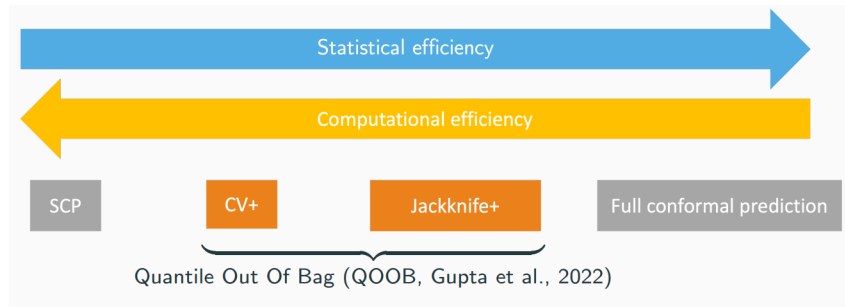 Statistical efficiency
Computational efficiency
SCP
CV+
Jackknife+
Full conformal prediction
Quantile Out Of Bag (QOOB, Gupta et al., 2022)